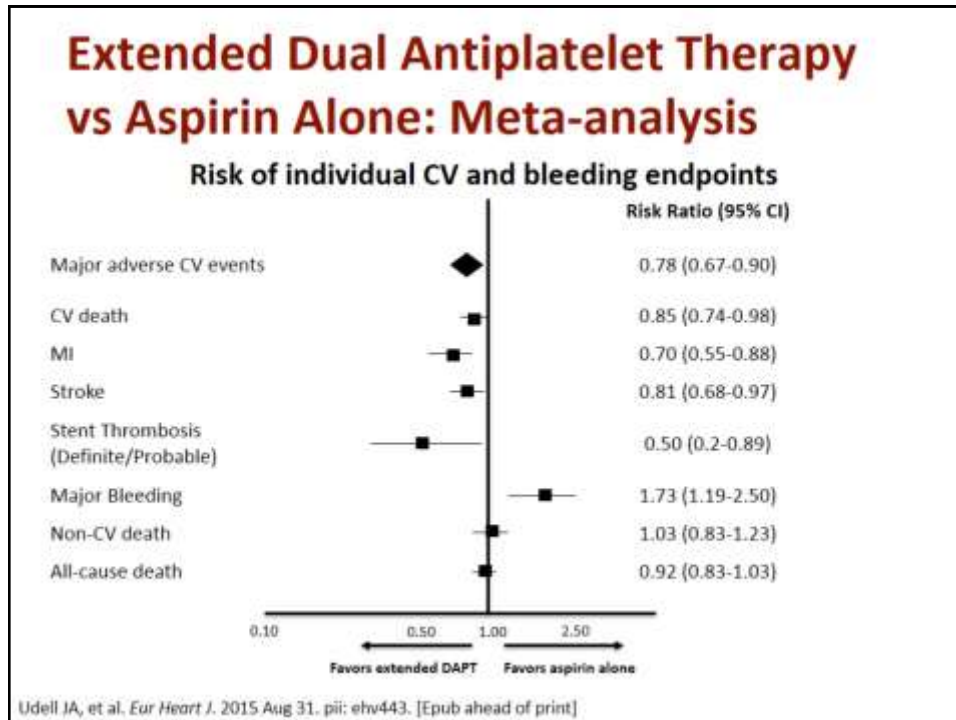 Extended Dual Antiplatelet Therapy
vs Aspirin Alone: Meta-analysis
Risk of individual CV and bleeding endpoints
Risk Ratio (95% CI)
Major adverse CV events 0.78 (0.67-0.90)
CV death 0.85 (0.74-0.98)
MI 0.70 (0.55-0.88)
Stroke 0.81 (0.68-0.97)
Stent Thrombosis
(Definite/Probable) 0.50 (0.2-0.89)
Major Bleeding 1.73 (1.19-2.50)
Non-CV death 1.03 (0.83-1.23)
All-cause death 0.92 (0.83-1.03)
0.10 0.50 1.00 2.50
Favors extended DAPT Favors aspirin alone
Udell JA, et al. Eur Heart J. 2015 Aug 31. pii: ehv443. [Epub ahead of print]